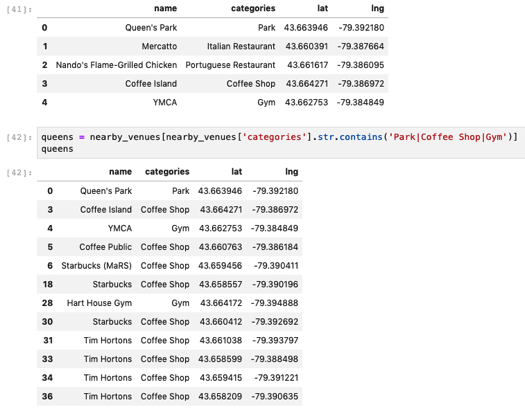 [41]:
name categories lat lng
0 Queen's Park Park 43.663946 -79.392180
1 Mercatto Italian Restaurant 43.660391 -79.387664
2 Nando's Flame-Grilled Chicken Portuguese Restaurant 43.661617 -79.386095
3 Coffee Island Coffee Shop 43.664271 -79.386972
4 YMCA Gym 43.662753 -79.384849
[42]: queens = nearby_venues[nearby_venues['categories'].str.contains('Park|Coffee Shop|Gym')]
queens
[42]:
name categories lat lng
0 Queen's Park Park 43.663946 -79.392180
3 Coffee Island Coffee Shop 43.664271 -79.386972
4 YMCA Gym 43.662753 -79.384849
5 Coffee Public Coffee Shop 43.660763 -79.386184
6 Starbucks (MaRS) Coffee Shop 43.659456 -79.390411
18 Starbucks Coffee Shop 43.658557 -79.390196
28 Hart House Gym Gym 43.664172 -79.394888
30 Starbucks Coffee Shop 43.660412 -79.392692
31 Tim Hortons Coffee Shop 43.661038 -79.393797
33 Tim Hortons Coffee Shop 43.658599 -79.388498
34 Tim Hortons Coffee Shop 43.659415 -79.391221
36 Tim Hortons Coffee Shop 43.658209 -79.390635